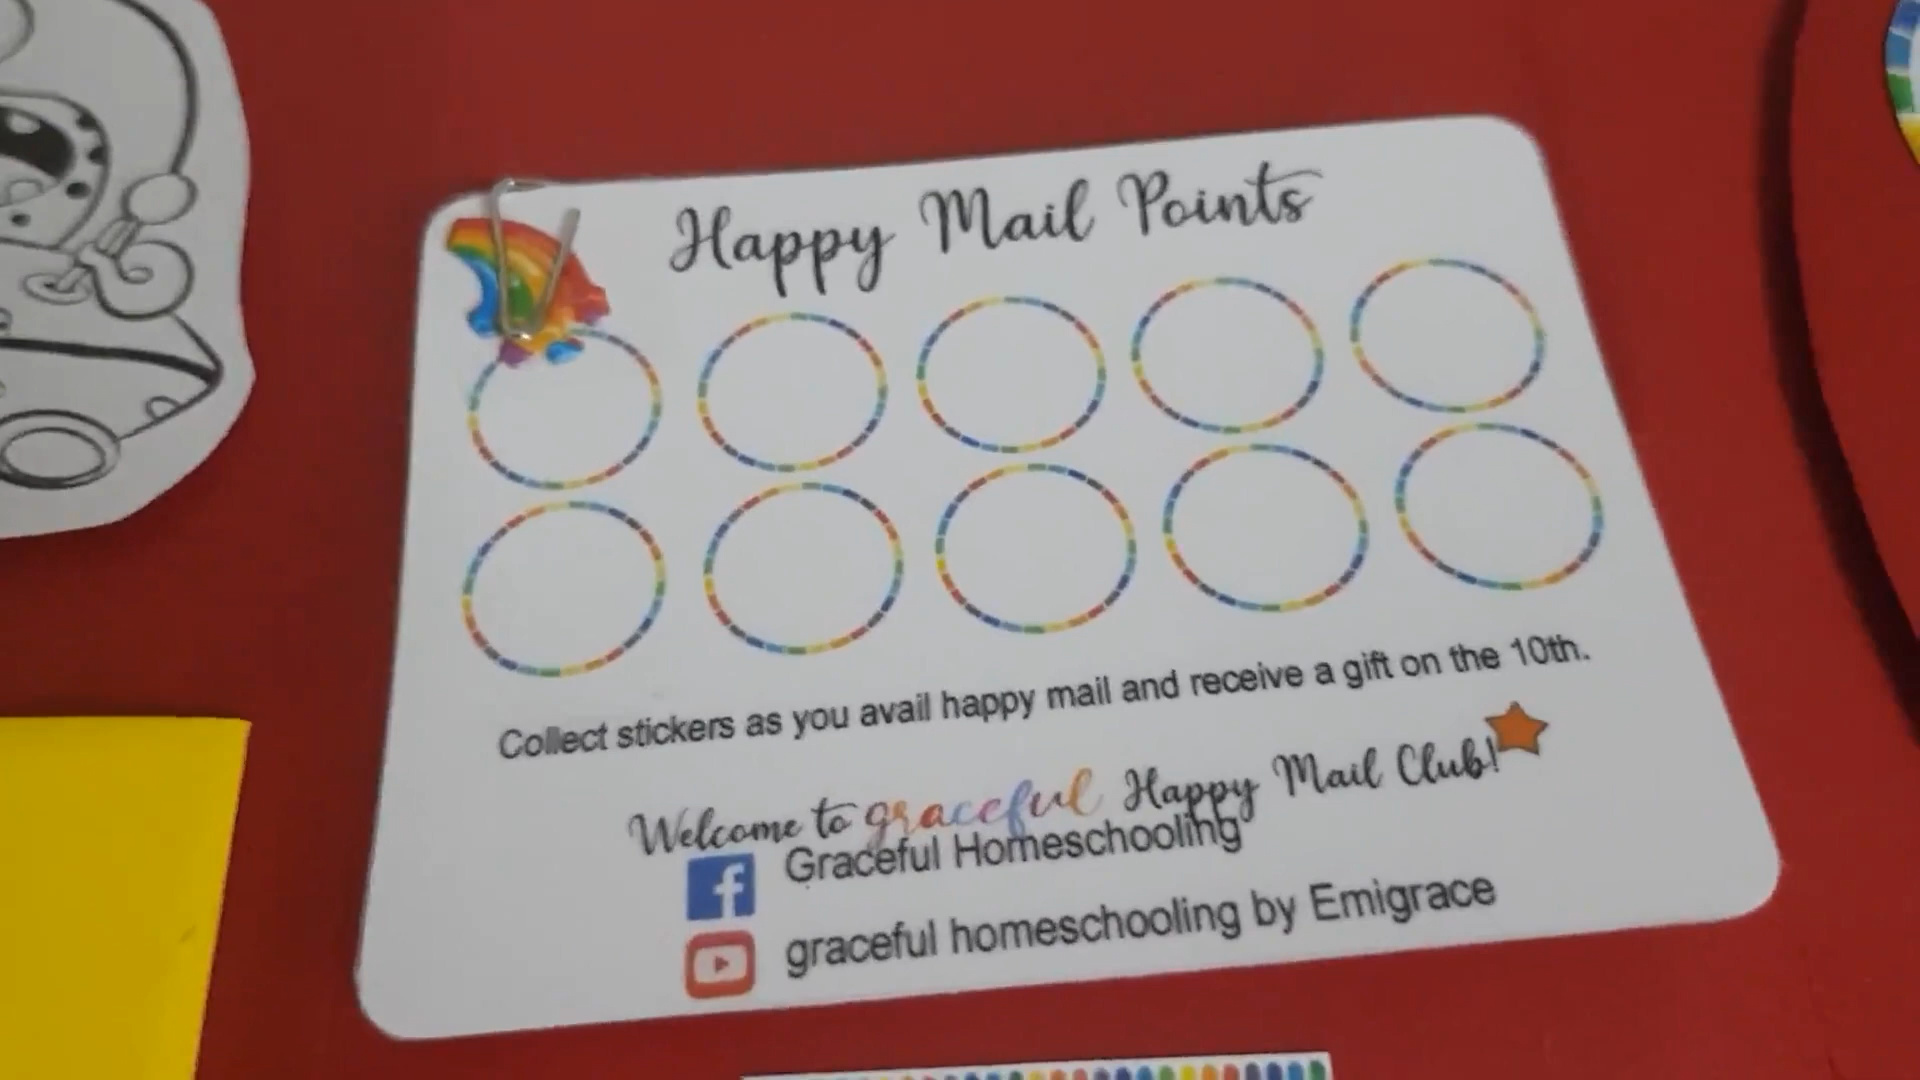 Happy Mail Points
Collect stickers as you avail happy mail and receive a gift on the 10th.
Welcome to graceful Happy Mail Club!
Graceful Homeschooling
graceful homeschooling by Emigrace